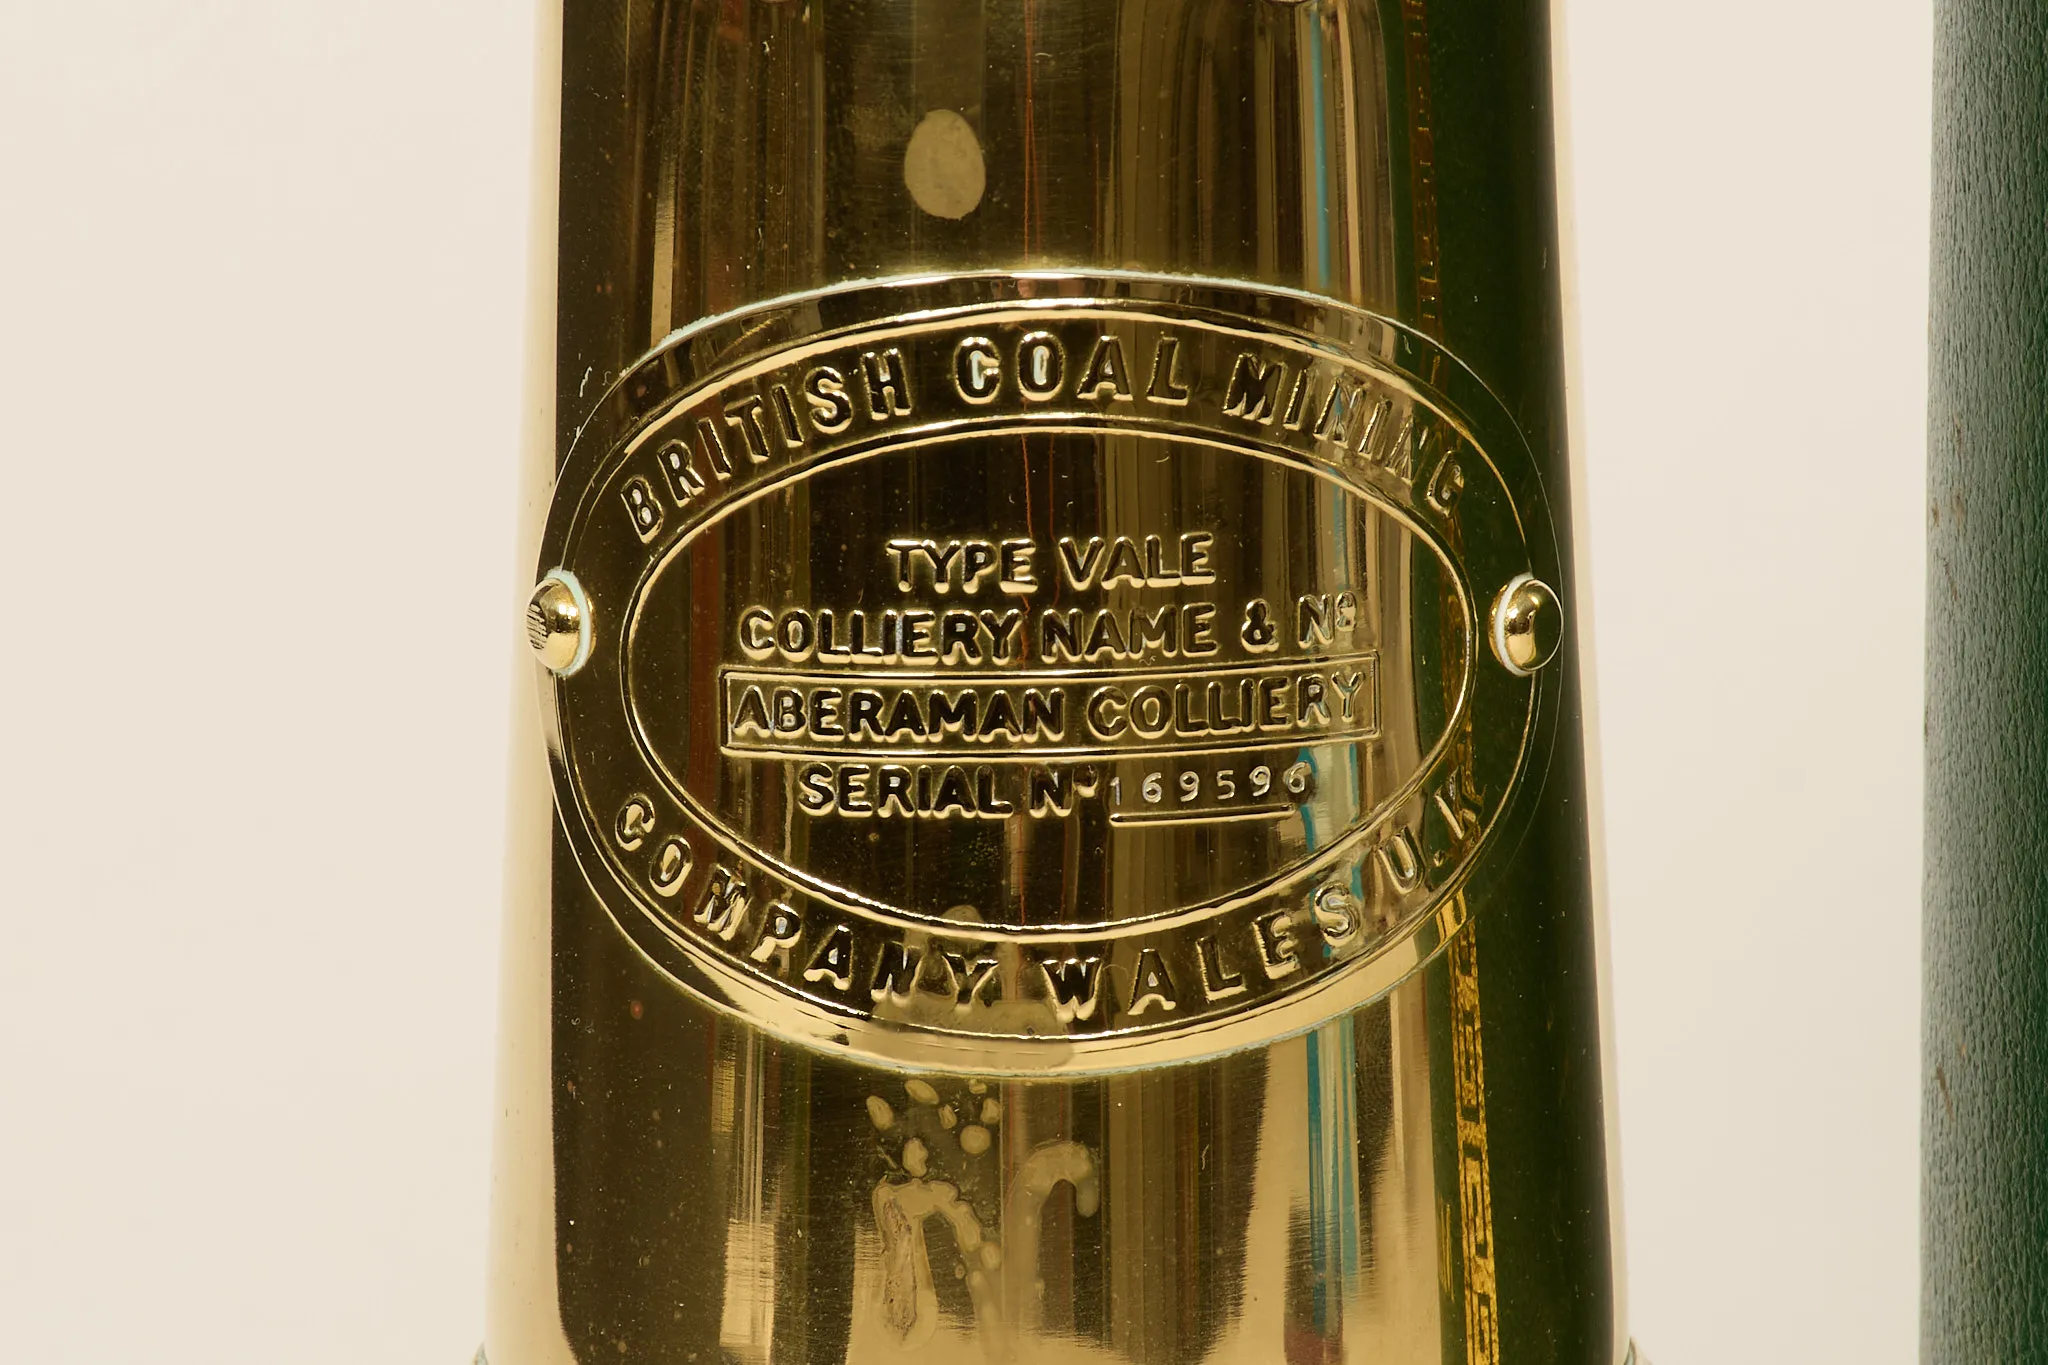 BRITISH COAL MINING
TYPE VALE
COLLIERY NAME & Nº
ABERAMAN COLLIERY
SERIAL Nº 169596
COMPANY WALES U.K